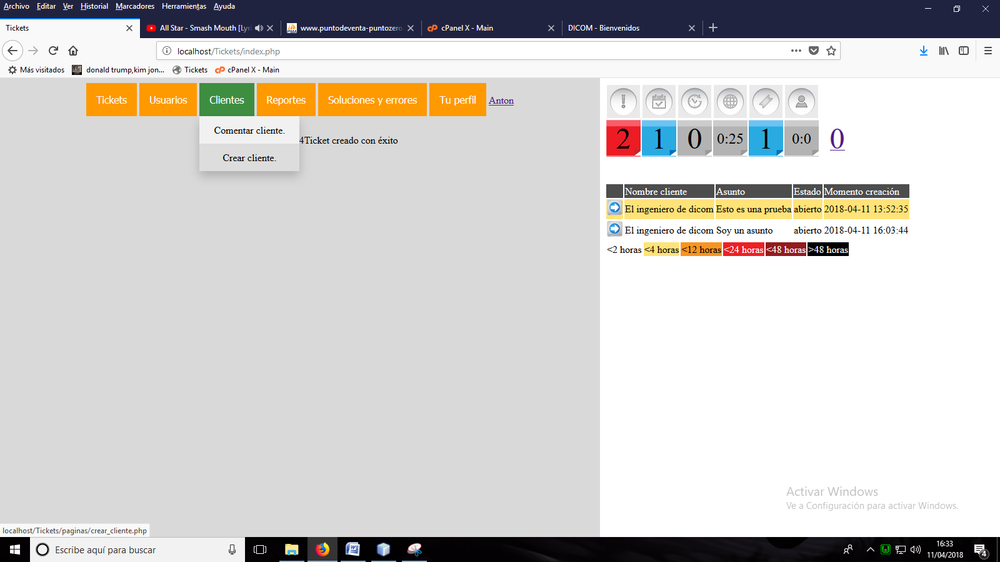 Archivo Editar Ver Historial Marcadores Herramientas Ayuda
Tickets
All Star - Smash Mouth [Lyri
www.puntodeventa-puntozero
cPanel X - Main
DICOM - Bienvenidos
localhost/Tickets/index.php
Más visitados
donald trump,kim jon...
Tickets
cPanel X - Main
Tickets Usuarios Clientes Reportes Soluciones y errores Tu perfil Anton
Comentar cliente.
Crear cliente.
4Ticket creado con éxito
2 1 0 0:25 1 0:0 0
Nombre cliente Asunto Estado Momento creación
El ingeniero de dicom Esto es una prueba abierto 2018-04-11 13:52:35
El ingeniero de dicom Soy un asunto abierto 2018-04-11 16:03:44
<2 horas <4 horas <12 horas <24 horas <48 horas >48 horas
Activar Windows
Ve a Configuración para activar Windows.
localhost/Tickets/paginas/crear_cliente.php
Escribe aquí para buscar
16:33
11/04/2018
4